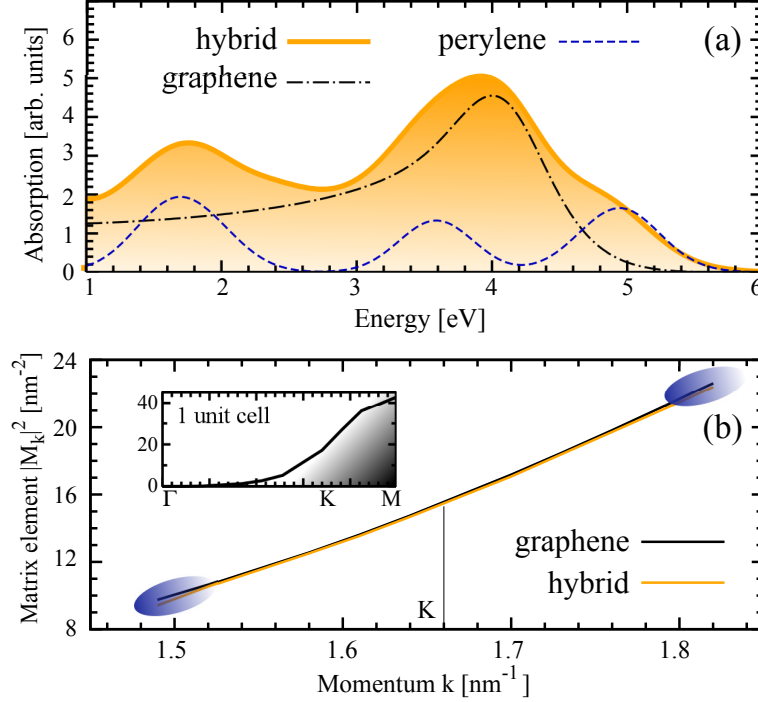 7
6
5
4
3
2
1
0
Absorption [arb. units]
hybrid
graphene
perylene
(a)
1 2 3 4 5 6
Energy [eV]
24
20
16
12
8
Matrix element |M_k|^2 [nm^-2]
40
20
0
1 unit cell
Γ K M
(b)
graphene
hybrid
K
1.5 1.6 1.7 1.8
Momentum k [nm^-1]